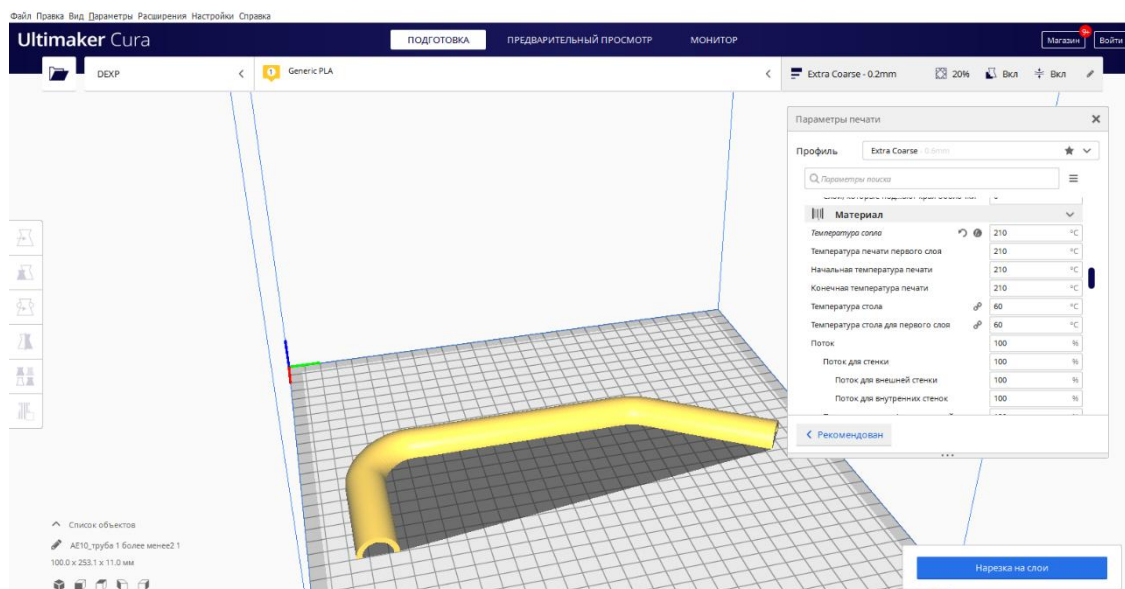 Файл Правка Вид Параметры Расширения Настройки Справка
Ultimaker Cura
ПОДГОТОВКА ПРЕДВАРИТЕЛЬНЫЙ ПРОСМОТР МОНИТОР
Магазин 9+ Войти
DEXP
1 Generic PLA
Extra Coarse - 0.2mm 20% Вкл Вкл
Параметры печати
Профиль Extra Coarse - 0.6mm
Параметры поиска
Материал
Температура сопла 210 °C
Температура печати первого слоя 210 °C
Начальная температура печати 210 °C
Конечная температура печати 210 °C
Температура стола 60 °C
Температура стола для первого слоя 60 °C
Поток 100 %
Поток для стенки 100 %
Поток для внешней стенки 100 %
Поток для внутренних стенок 100 %
Рекомендован
Список объектов
AE10_труба 1 более менее2 1
100.0 x 253.1 x 11.0 мм
Нарезка на слои